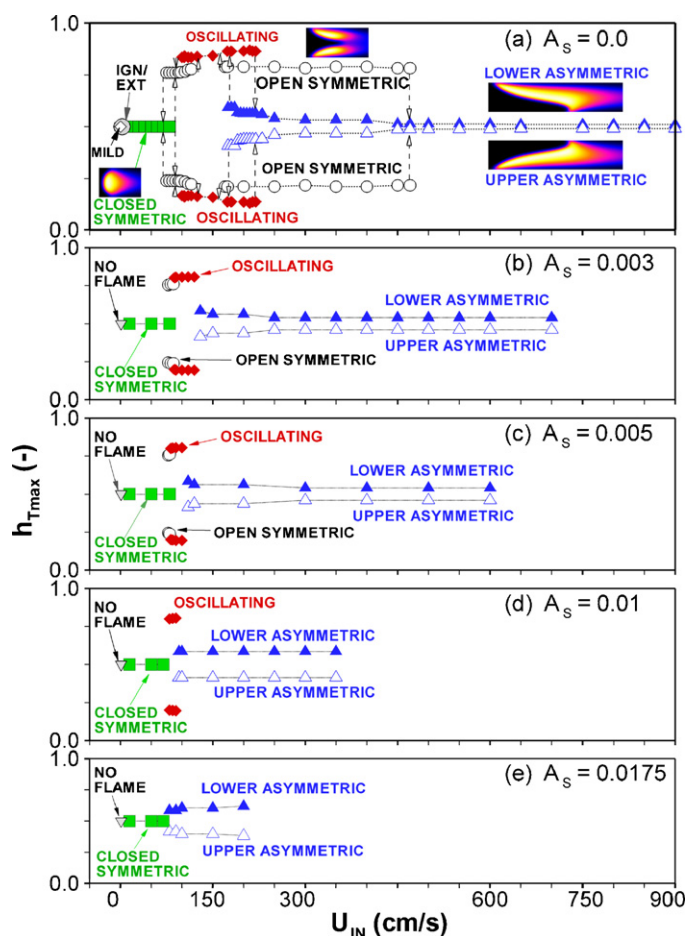 1.0
OSCILLATING
(a) A_S = 0.0
IGN/
EXT
OPEN SYMMETRIC
LOWER ASYMMETRIC
MILD
OPEN SYMMETRIC
UPPER ASYMMETRIC
CLOSED
SYMMETRIC
OSCILLATING
0.0
1.0
NO
FLAME
OSCILLATING
(b) A_S = 0.003
LOWER ASYMMETRIC
UPPER ASYMMETRIC
OPEN SYMMETRIC
CLOSED
SYMMETRIC
0.0
1.0
NO
FLAME
OSCILLATING
(c) A_S = 0.005
LOWER ASYMMETRIC
UPPER ASYMMETRIC
OPEN SYMMETRIC
CLOSED
SYMMETRIC
0.0
h_Tmax (-)
1.0
NO
FLAME
OSCILLATING
(d) A_S = 0.01
LOWER ASYMMETRIC
UPPER ASYMMETRIC
CLOSED
SYMMETRIC
0.0
1.0
NO
FLAME
(e) A_S = 0.0175
LOWER ASYMMETRIC
UPPER ASYMMETRIC
CLOSED
SYMMETRIC
0.0
0 150 300 450 600 750 900
U_IN (cm/s)